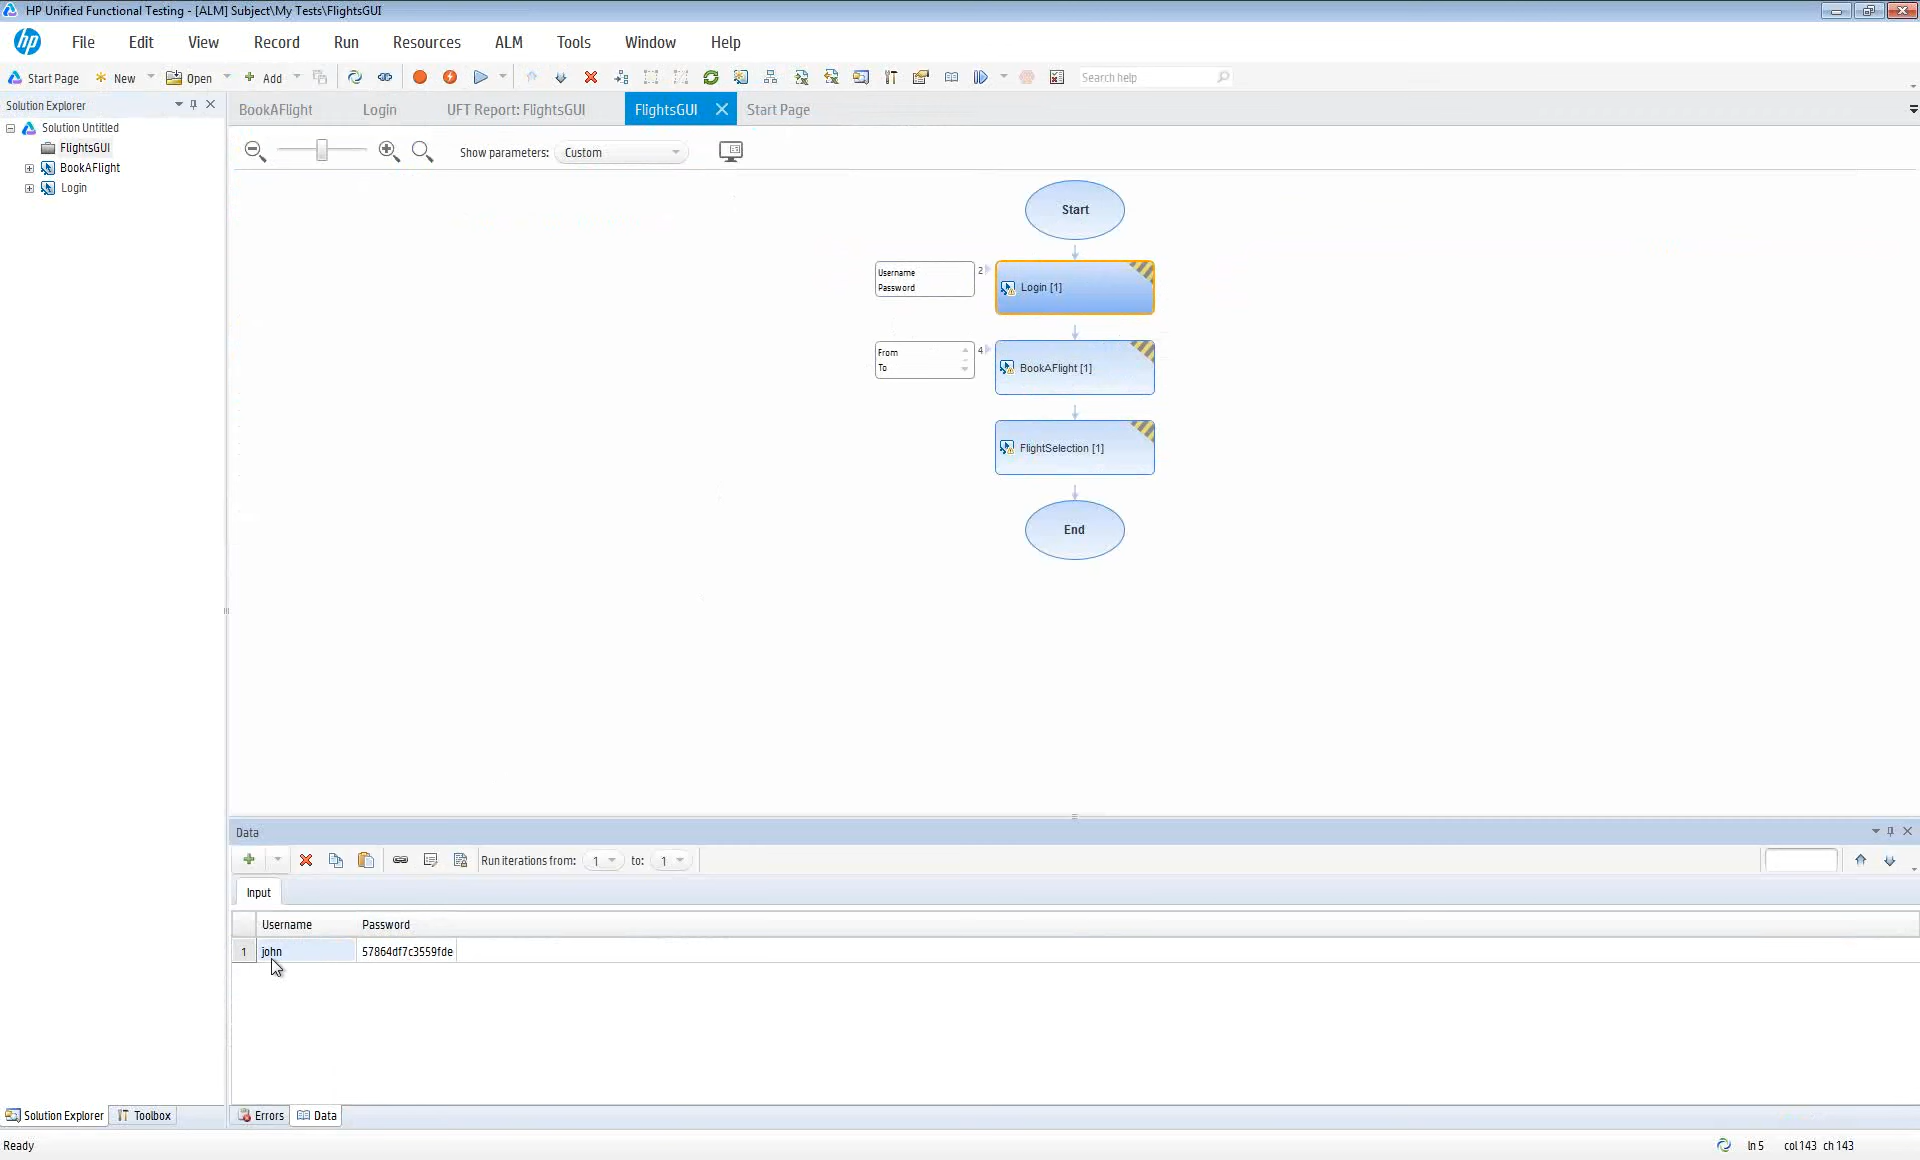 HP Unified Functional Testing - [ALM] Subject\My Tests\FlightsGUI
hp File Edit View Record Run Resources ALM Tools Window Help
Start Page New Open Add Search help
Solution Explorer
BookAFlight Login UFT Report: FlightsGUI FlightsGUI Start Page
Solution Untitled
FlightsGUI
BookAFlight
Login
Show parameters: Custom
Start
Username
Password
2
Login [1]
From
To
4
BookAFlight [1]
FlightSelection [1]
End
Data
Run iterations from: 1 to: 1
Input
Username Password
1 john 57864df7c3559fde
Solution Explorer Toolbox Errors Data
Ready ln 5 col 143 ch 143